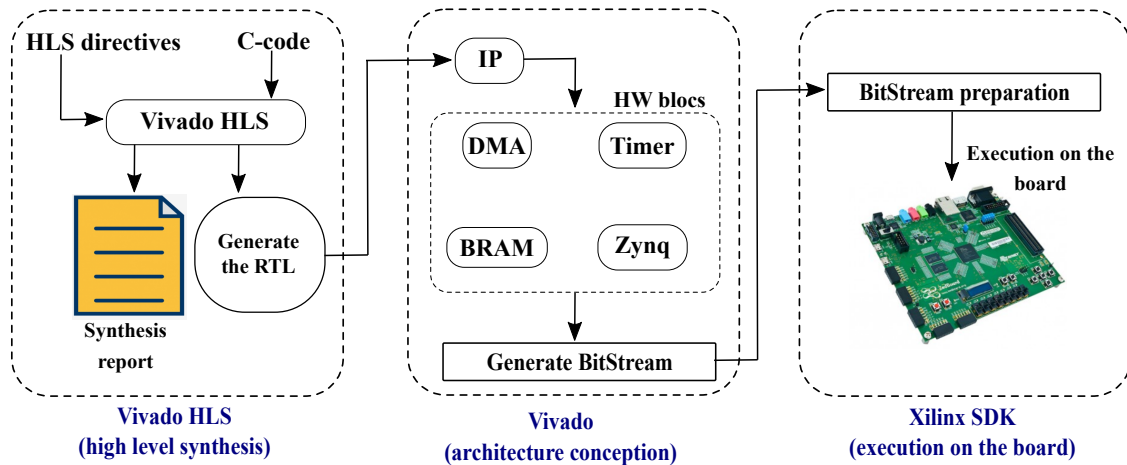 HLS directives
C-code
Vivado HLS
Generate
the RTL
Synthesis
report
Vivado HLS
(high level synthesis)
IP
HW blocs
DMA
Timer
BRAM
Zynq
Generate BitStream
Vivado
(architecture conception)
BitStream preparation
Execution on the
board
Xilinx SDK
(execution on the board)